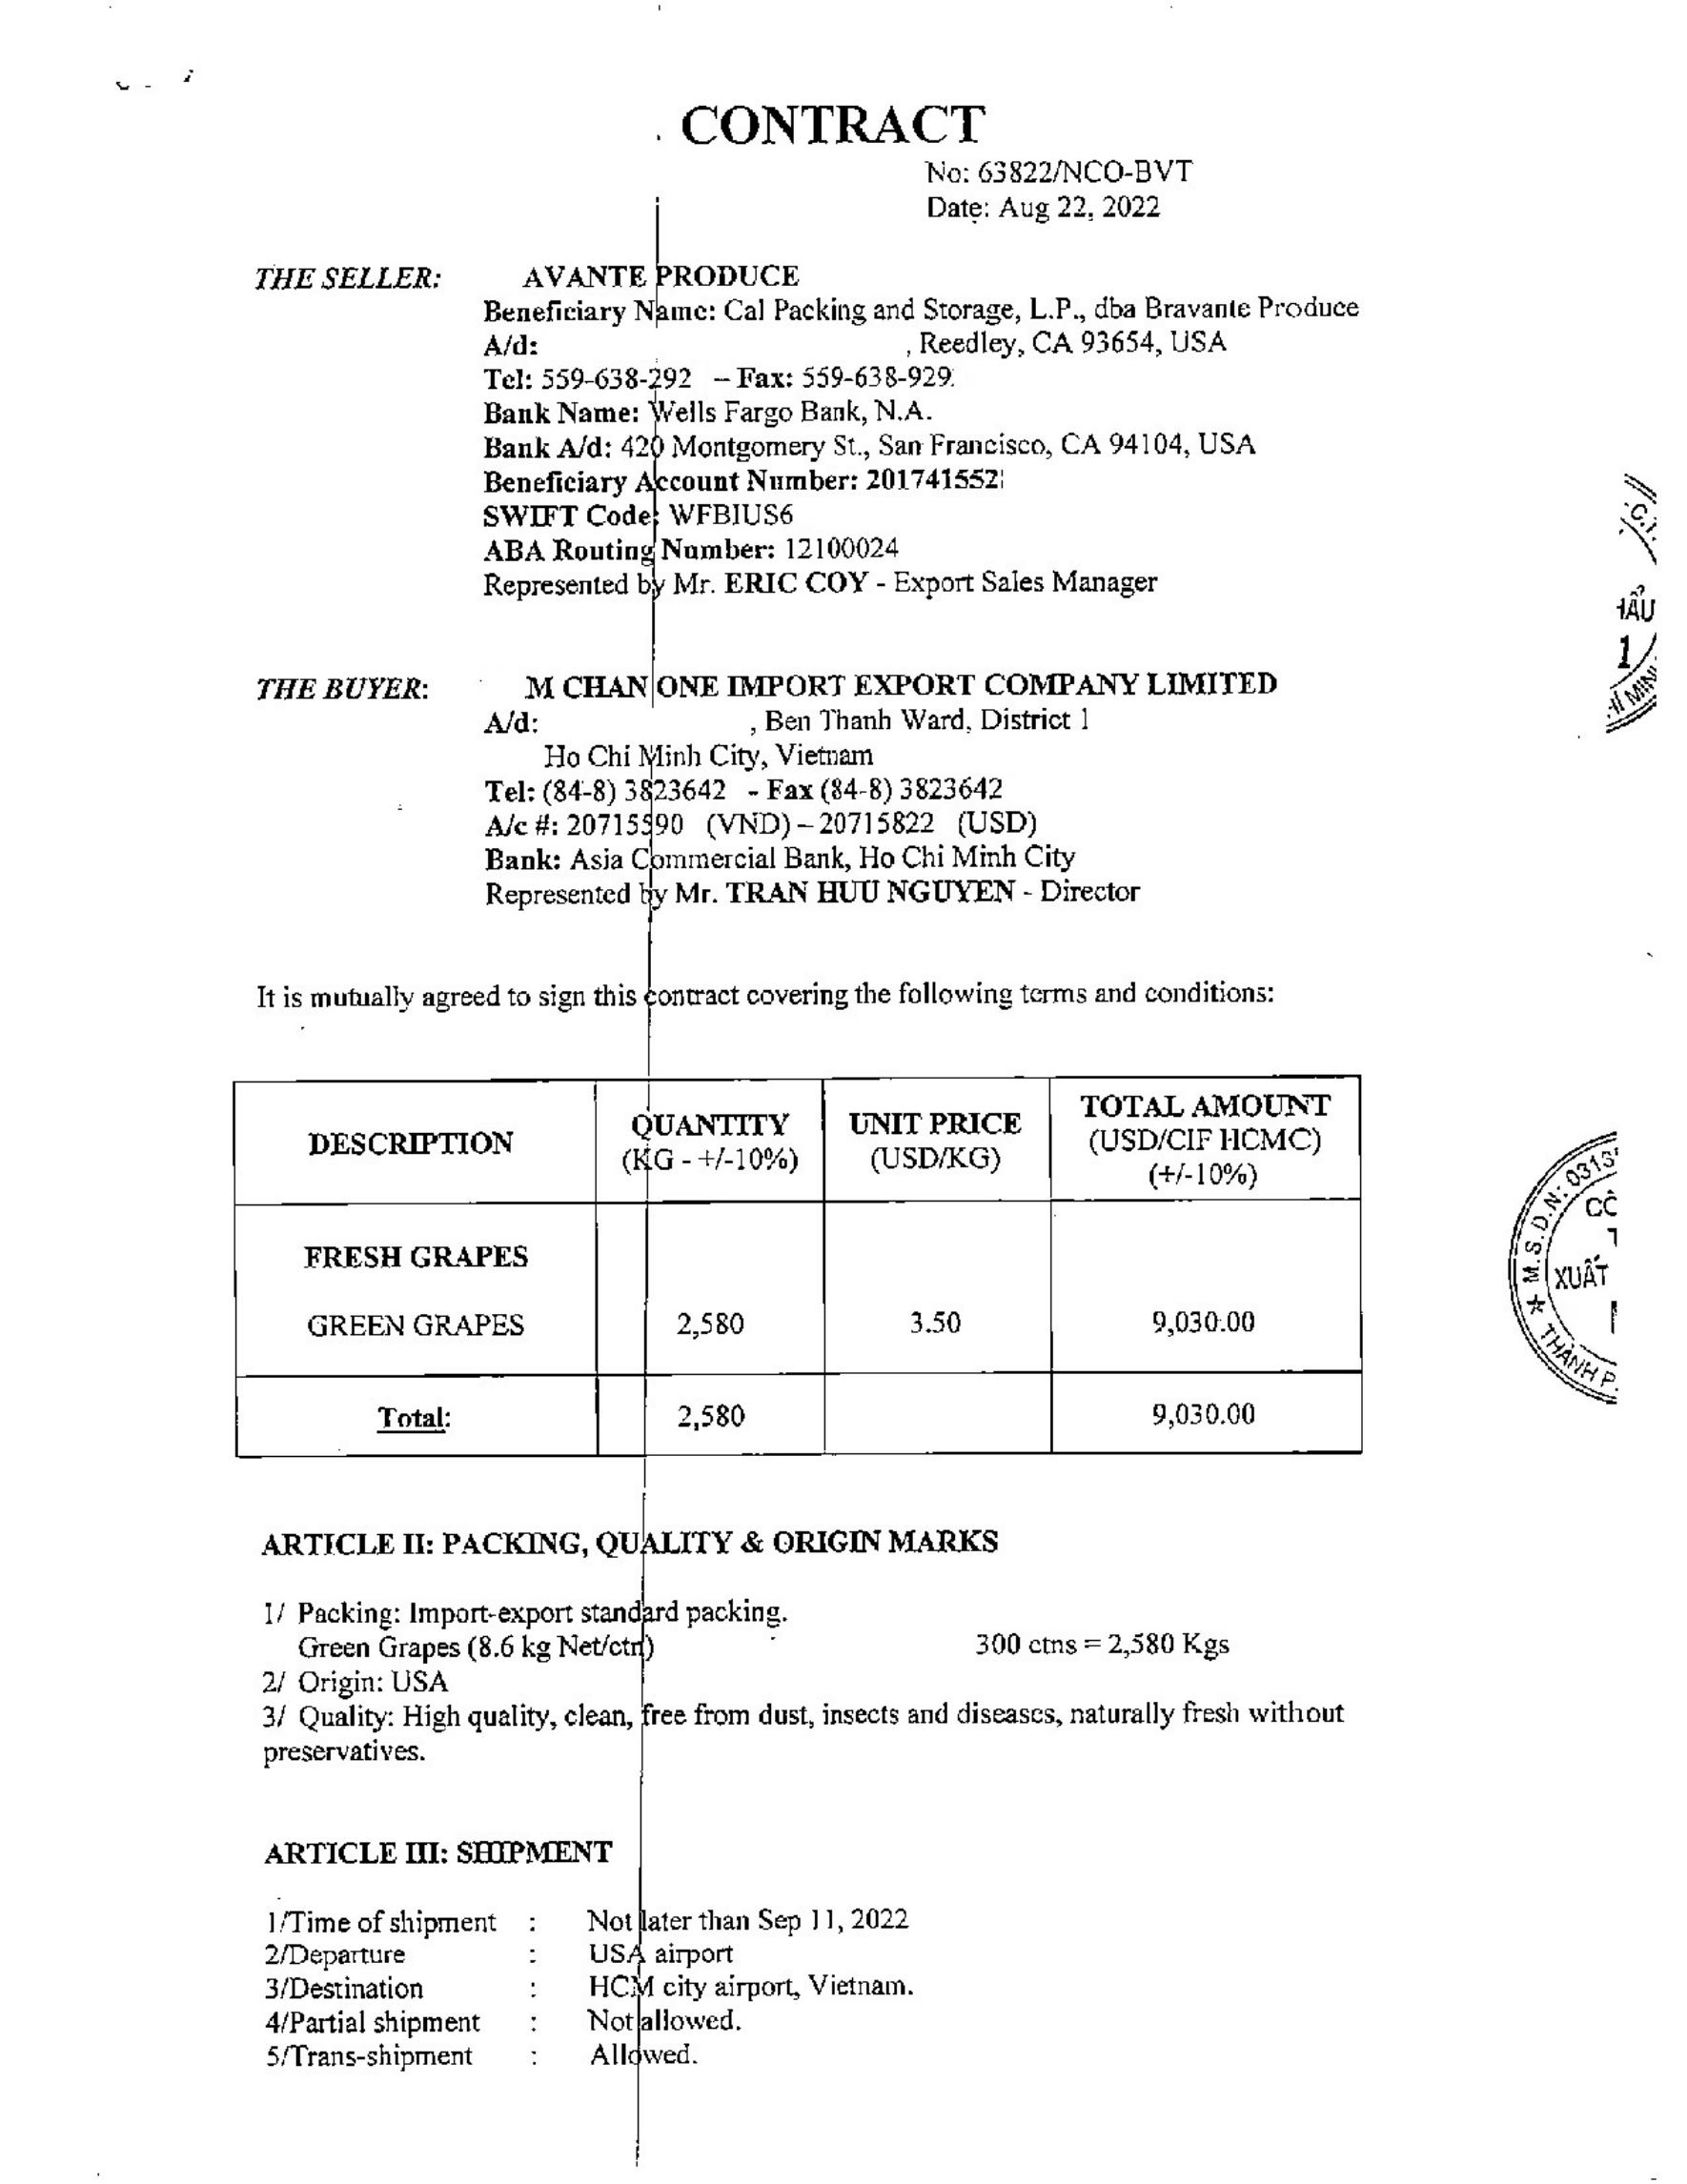 CONTRACT
No: 63822/NCO-BVT
Date: Aug 22, 2022
THE SELLER: AVANTE PRODUCE
Beneficiary Name: Cal Packing and Storage, L.P., dba Bravante Produce
A/d: , Reedley, CA 93654, USA
Tel: 559-638-292 – Fax: 559-638-929
Bank Name: Wells Fargo Bank, N.A.
Bank A/d: 420 Montgomery St., San Francisco, CA 94104, USA
Beneficiary Account Number: 201741552
SWIFT Code: WFBIUS6
ABA Routing Number: 12100024
Represented by Mr. ERIC COY - Export Sales Manager
HẨU
1
MINH
THE BUYER: M CHAN ONE IMPORT EXPORT COMPANY LIMITED
A/d: , Ben Thanh Ward, District 1
Ho Chi Minh City, Vietnam
Tel: (84-8) 3823642 - Fax (84-8) 3823642
A/c #: 20715590 (VND) – 20715822 (USD)
Bank: Asia Commercial Bank, Ho Chi Minh City
Represented by Mr. TRAN HUU NGUYEN - Director
It is mutually agreed to sign this contract covering the following terms and conditions:
DESCRIPTION QUANTITY (KG - +/-10%) UNIT PRICE (USD/KG) TOTAL AMOUNT (USD/CIF HCMC) (+/-10%)
FRESH GRAPES
GREEN GRAPES 2,580 3.50 9,030.00
Total: 2,580 9,030.00
M.S.D.N: 0313
CÔ
XUẤT
THÀNH P
ARTICLE II: PACKING, QUALITY & ORIGIN MARKS
1/ Packing: Import-export standard packing.
Green Grapes (8.6 kg Net/ctn) 300 ctns = 2,580 Kgs
2/ Origin: USA
3/ Quality: High quality, clean, free from dust, insects and diseases, naturally fresh without
preservatives.
ARTICLE III: SHIPMENT
1/Time of shipment : Not later than Sep 11, 2022
2/Departure : USA airport
3/Destination : HCM city airport, Vietnam.
4/Partial shipment : Not allowed.
5/Trans-shipment : Allowed.